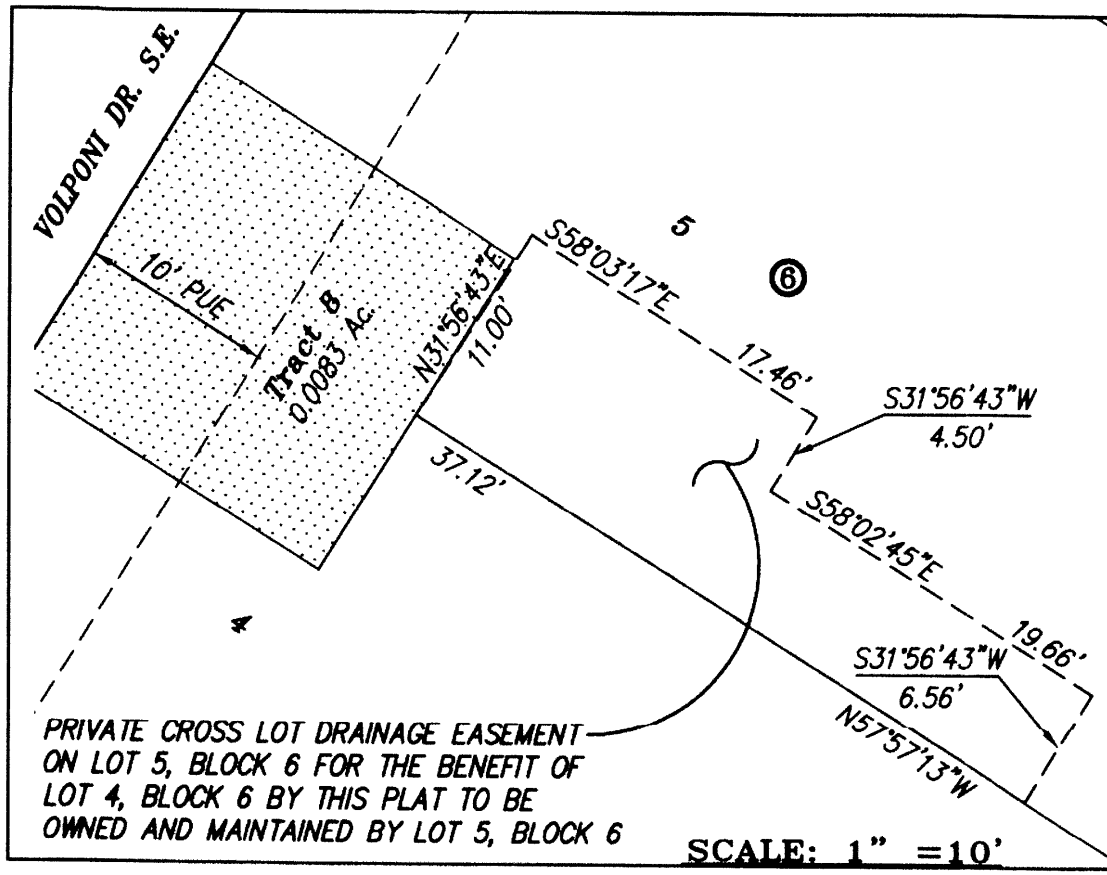 VOLPONI DR. S.E.
10' PUE
Tract B
0.0083 Ac.
N31°56'43"E
11.00'
5
6
S58°03'17"E
17.46'
S31°56'43"W
4.50'
37.12'
S58°02'45"E
19.66'
S31°56'43"W
6.56'
N57°57'13"W
4
PRIVATE CROSS LOT DRAINAGE EASEMENT
ON LOT 5, BLOCK 6 FOR THE BENEFIT OF
LOT 4, BLOCK 6 BY THIS PLAT TO BE
OWNED AND MAINTAINED BY LOT 5, BLOCK 6
SCALE: 1" =10'